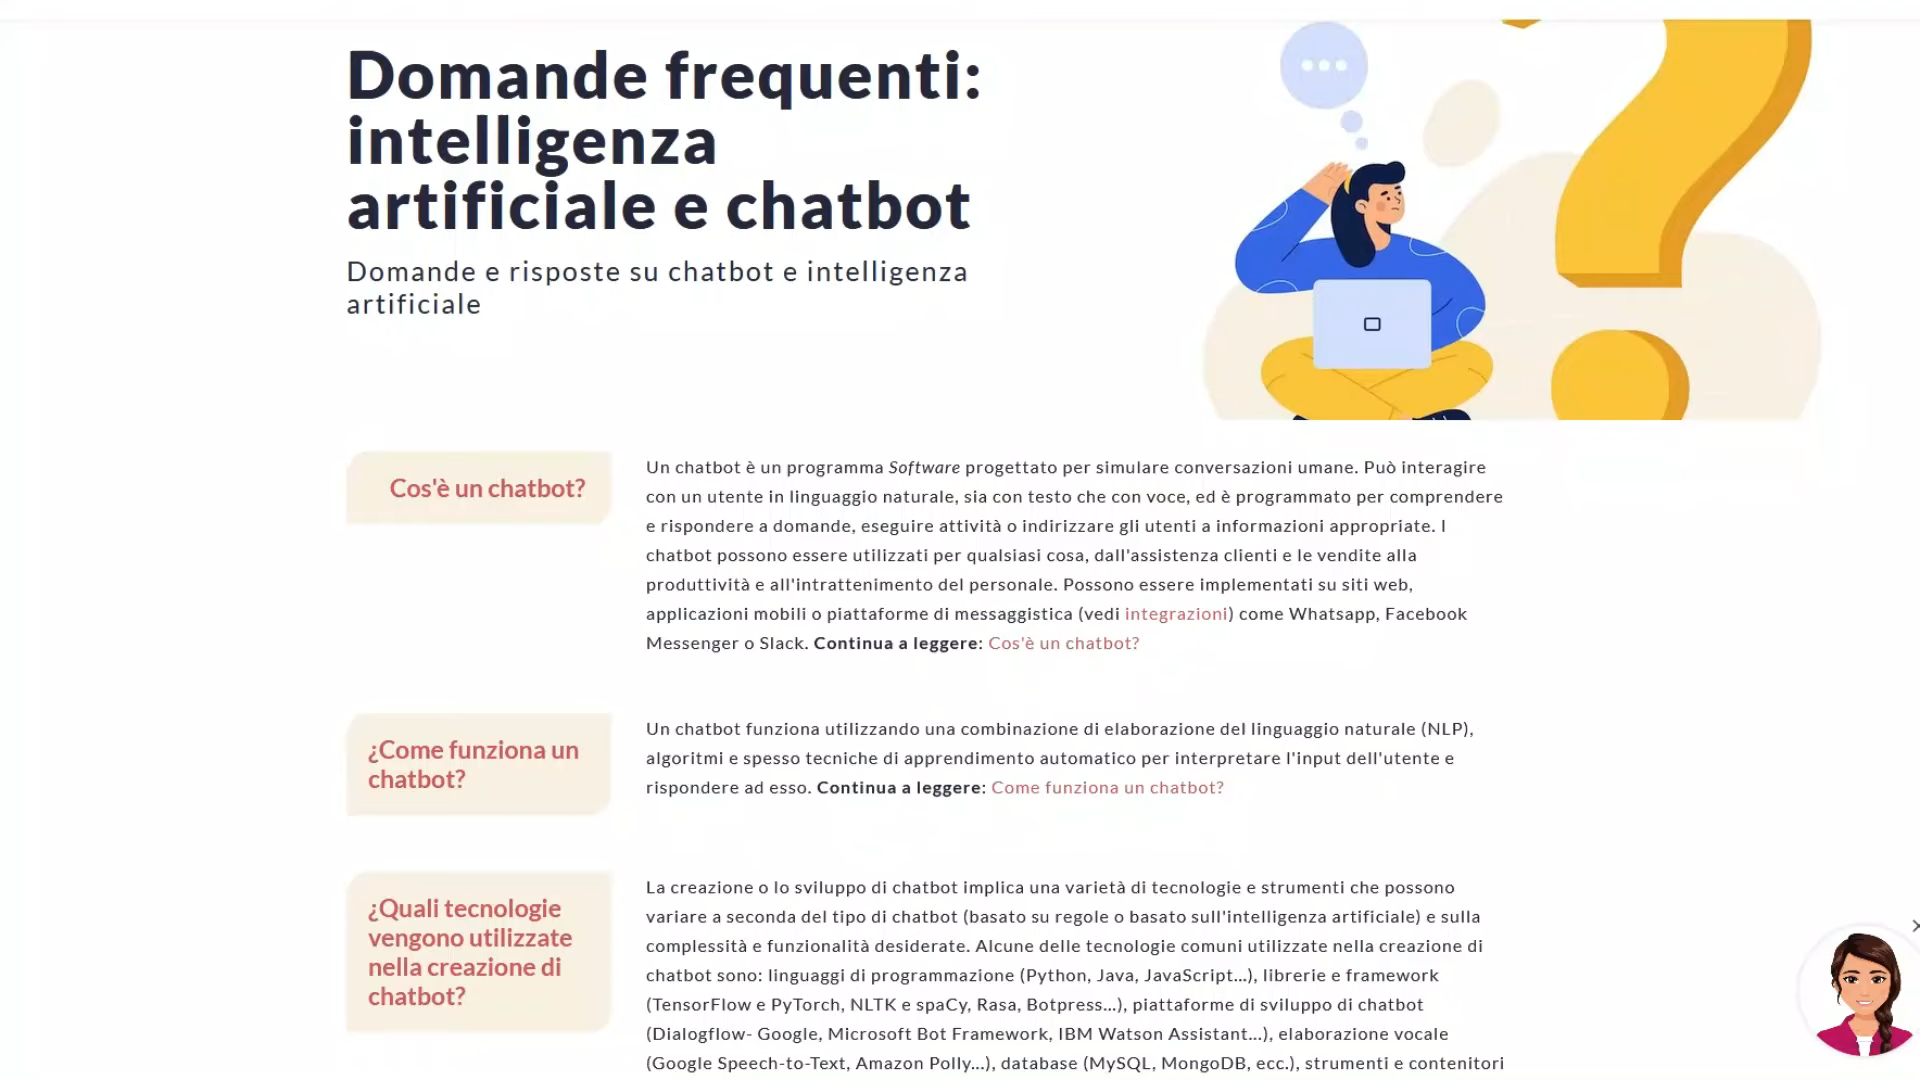 Domande frequenti:
intelligenza
artificiale e chatbot
Domande e risposte su chatbot e intelligenza
artificiale
Cos'è un chatbot?
Un chatbot è un programma Software progettato per simulare conversazioni umane. Può interagire
con un utente in linguaggio naturale, sia con testo che con voce, ed è programmato per comprendere
e rispondere a domande, eseguire attività o indirizzare gli utenti a informazioni appropriate. I
chatbot possono essere utilizzati per qualsiasi cosa, dall'assistenza clienti e le vendite alla
produttività e all'intrattenimento del personale. Possono essere implementati su siti web,
applicazioni mobili o piattaforme di messaggistica (vedi integrazioni) come Whatsapp, Facebook
Messenger o Slack. Continua a leggere: Cos'è un chatbot?
¿Come funziona un
chatbot?
Un chatbot funziona utilizzando una combinazione di elaborazione del linguaggio naturale (NLP),
algoritmi e spesso tecniche di apprendimento automatico per interpretare l'input dell'utente e
rispondere ad esso. Continua a leggere: Come funziona un chatbot?
¿Quali tecnologie
vengono utilizzate
nella creazione di
chatbot?
La creazione o lo sviluppo di chatbot implica una varietà di tecnologie e strumenti che possono
variare a seconda del tipo di chatbot (basato su regole o basato sull'intelligenza artificiale) e sulla
complessità e funzionalità desiderate. Alcune delle tecnologie comuni utilizzate nella creazione di
chatbot sono: linguaggi di programmazione (Python, Java, JavaScript...), librerie e framework
(TensorFlow e PyTorch, NLTK e spaCy, Rasa, Botpress...), piattaforme di sviluppo di chatbot
(Dialogflow- Google, Microsoft Bot Framework, IBM Watson Assistant...), elaborazione vocale
(Google Speech-to-Text, Amazon Polly...), database (MySQL, MongoDB, ecc.), strumenti e contenitori